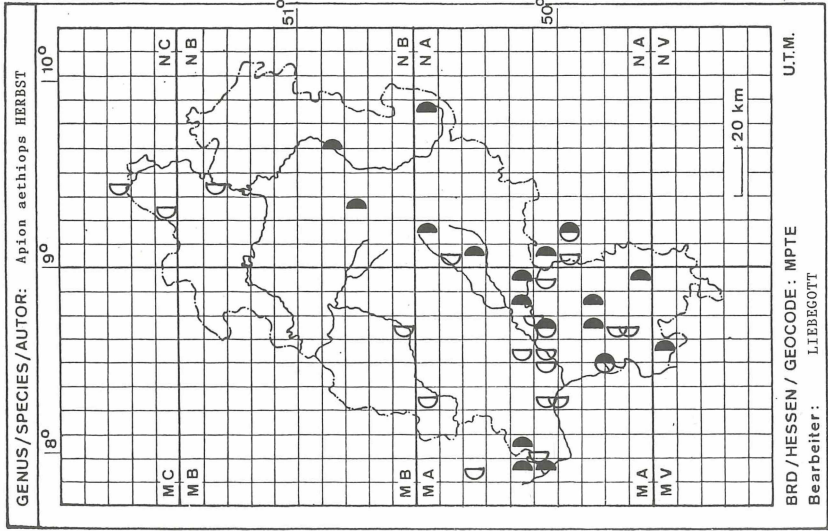 GENUS/SPECIES/AUTOR: Apion aethiops HERBST
8° 9° 10°
MC NC
MB NB
51°
MB NB
MA NA
50°
MA NA
MV NV
20 km
BRD/HESSEN/GEOCODE: MPTE U.T.M.
Bearbeiter: LIEBEGOTT